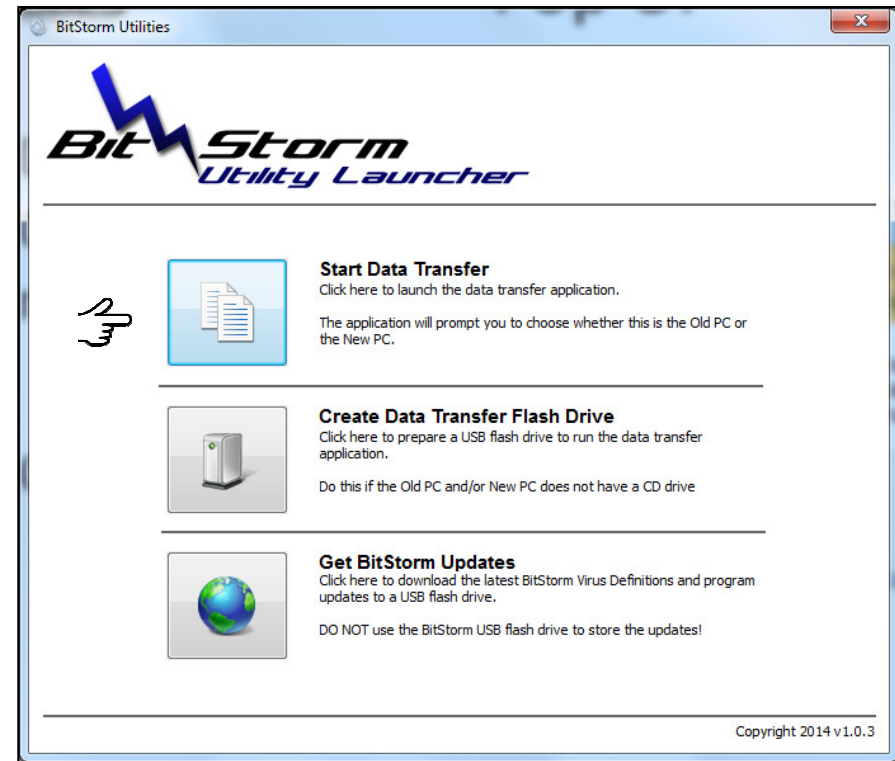 BitStorm Utilities
Bit Storm
Utility Launcher
Start Data Transfer
Click here to launch the data transfer application.
The application will prompt you to choose whether this is the Old PC or
the New PC.
Create Data Transfer Flash Drive
Click here to prepare a USB flash drive to run the data transfer
application.
Do this if the Old PC and/or New PC does not have a CD drive
Get BitStorm Updates
Click here to download the latest BitStorm Virus Definitions and program
updates to a USB flash drive.
DO NOT use the BitStorm USB flash drive to store the updates!
Copyright 2014 v1.0.3